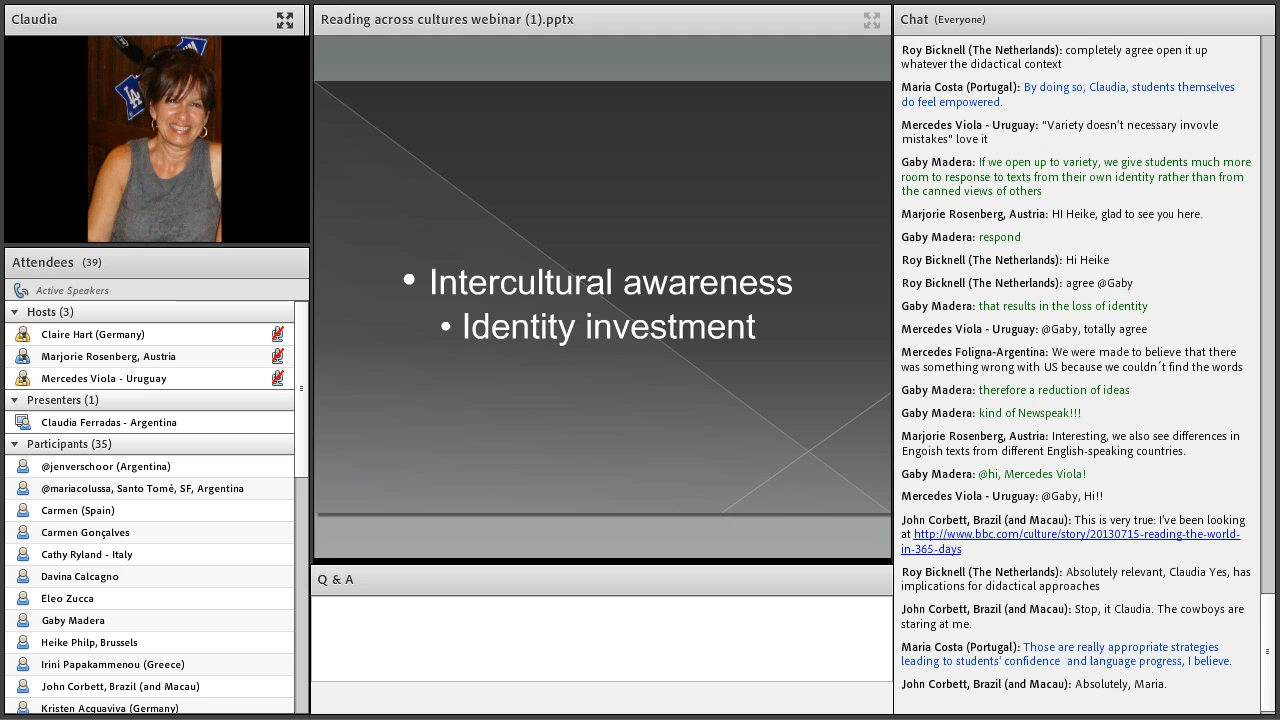 Claudia
LA
Attendees (39)
Active Speakers
Hosts (3)
Claire Hart (Germany)
Marjorie Rosenberg, Austria
Mercedes Viola - Uruguay
Presenters (1)
Claudia Ferradas - Argentina
Participants (35)
@jenverschoor (Argentina)
@mariacolussa, Santo Tomé, SF, Argentina
Carmen (Spain)
Carmen Gonçalves
Cathy Ryland - Italy
Davina Calcagno
Eleo Zucca
Gaby Madera
Heike Philp, Brussels
Irini Papakammenou (Greece)
John Corbett, Brazil (and Macau)
Kristen Acquaviva (Germany)
Reading across cultures webinar (1).pptx
• Intercultural awareness
• Identity investment
Q & A
Chat (Everyone)
Roy Bicknell (The Netherlands): completely agree open it up
whatever the didactical context
Maria Costa (Portugal): By doing so, Claudia, students themselves
do feel empowered.
Mercedes Viola - Uruguay: "Variety doesn't necessary invovle
mistakes" love it
Gaby Madera: If we open up to variety, we give students much more
room to response to texts from their own identity rather than from
the canned views of others
Marjorie Rosenberg, Austria: HI Heike, glad to see you here.
Gaby Madera: respond
Roy Bicknell (The Netherlands): Hi Heike
Roy Bicknell (The Netherlands): agree @Gaby
Gaby Madera: that results in the loss of identity
Mercedes Viola - Uruguay: @Gaby, totally agree
Mercedes Foligna-Argentina: We were made to believe that there
was something wrong with US because we couldn´t find the words
Gaby Madera: therefore a reduction of ideas
Gaby Madera: kind of Newspeak!!!
Marjorie Rosenberg, Austria: Interesting, we also see differences in
Engoish texts from different English-speaking countries.
Gaby Madera: @hi, Mercedes Viola!
Mercedes Viola - Uruguay: @Gaby, Hi!!
John Corbett, Brazil (and Macau): This is very true: I've been looking
at http://www.bbc.com/culture/story/20130715-reading-the-world-
in-365-days
Roy Bicknell (The Netherlands): Absolutely relevant, Claudia Yes, has
implications for didactical approaches
John Corbett, Brazil (and Macau): Stop, it Claudia. The cowboys are
staring at me.
Maria Costa (Portugal): Those are really appropriate strategies
leading to students' confidence  and language progress, I believe.
John Corbett, Brazil (and Macau): Absolutely, Maria.